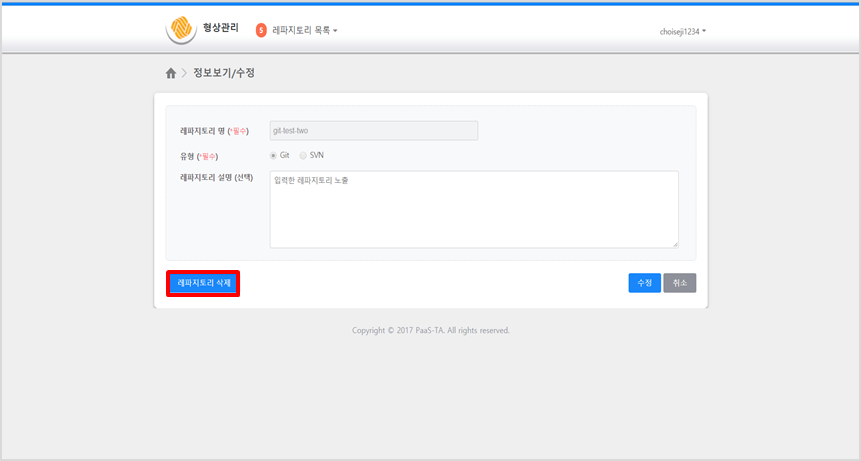 형상관리 5 레파지토리 목록 choiseji1234
정보보기/수정
레파지토리 명 (*필수) git-test-two
유형 (*필수) Git SVN
레파지토리 설명 (선택) 입력한 레파지토리 노출
레파지토리 삭제 수정 취소
Copyright © 2017 PaaS-TA. All rights reserved.